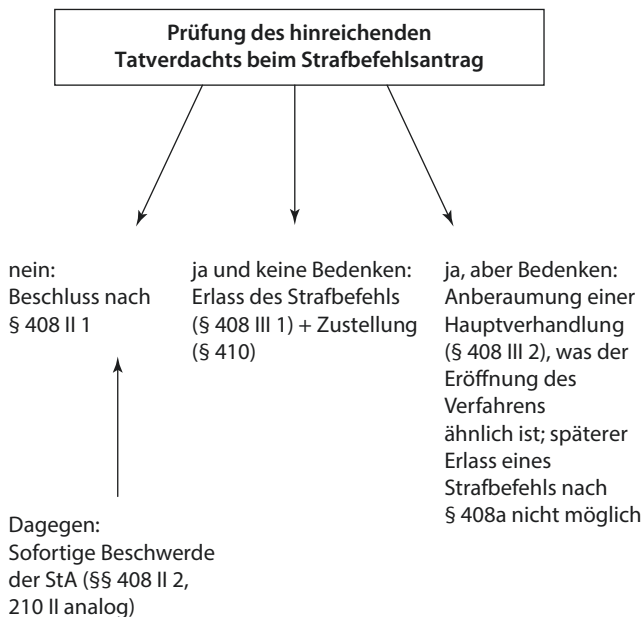 Prüfung des hinreichenden
Tatverdachts beim Strafbefehlsantrag
nein:
Beschluss nach
§ 408 II 1
ja und keine Bedenken:
Erlass des Strafbefehls
(§ 408 III 1) + Zustellung
(§ 410)
ja, aber Bedenken:
Anberaumung einer
Hauptverhandlung
(§ 408 III 2), was der
Eröffnung des
Verfahrens
ähnlich ist; späterer
Erlass eines
Strafbefehls nach
§ 408a nicht möglich
Dagegen:
Sofortige Beschwerde
der StA (§§ 408 II 2,
210 II analog)